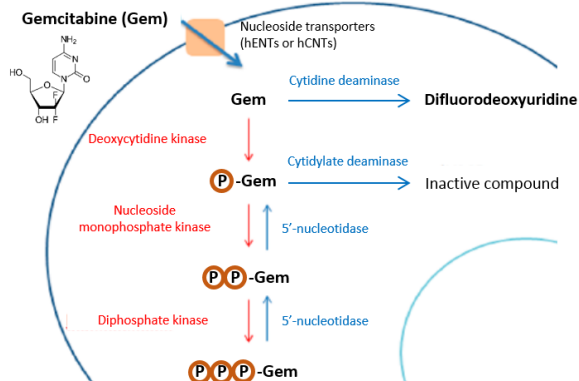 Gemcitabine (Gem)
Nucleoside transporters
(hENTs or hCNTs)
NH₂
N
N
O
HO
O
F
F
OH
Gem
Cytidine deaminase
Difluorodeoxyuridine
Deoxycytidine kinase
P -Gem
Cytidylate deaminase
Inactive compound
Nucleoside
monophosphate kinase
5’-nucleotidase
P P -Gem
Diphosphate kinase
5’-nucleotidase
P P P -Gem